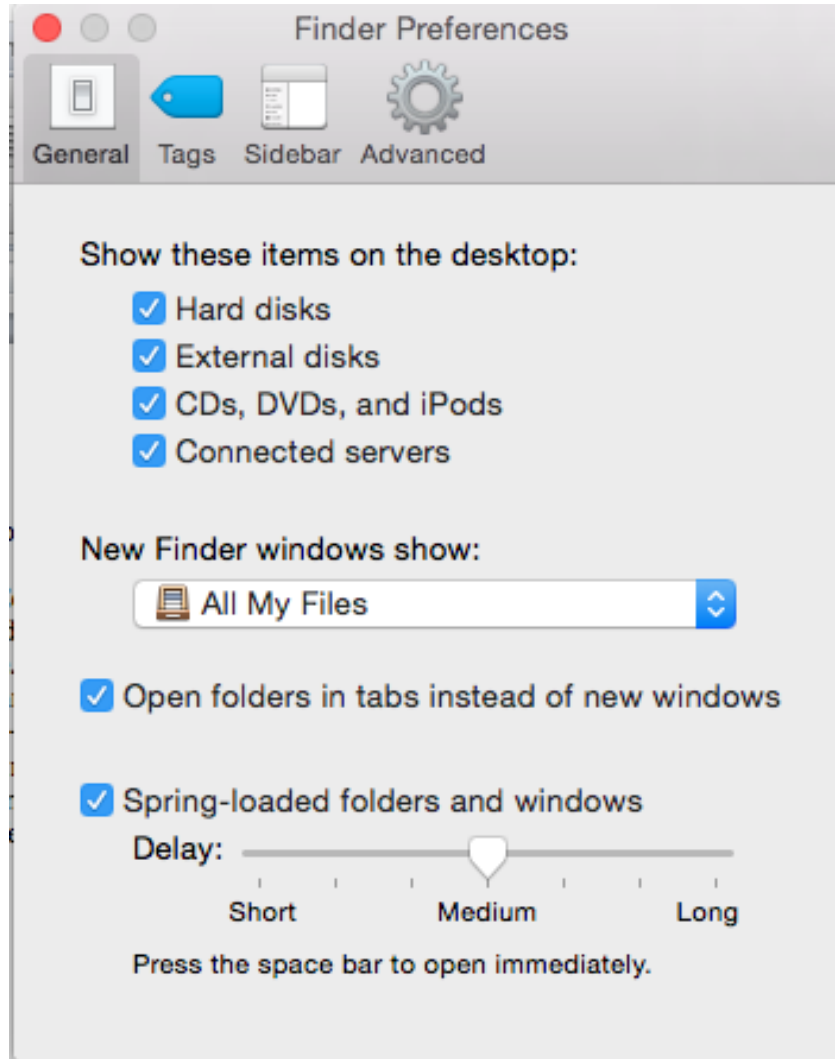 Finder Preferences
General Tags Sidebar Advanced
Show these items on the desktop:
Hard disks
External disks
CDs, DVDs, and iPods
Connected servers
New Finder windows show:
All My Files
Open folders in tabs instead of new windows
Spring-loaded folders and windows
Delay:
Short Medium Long
Press the space bar to open immediately.